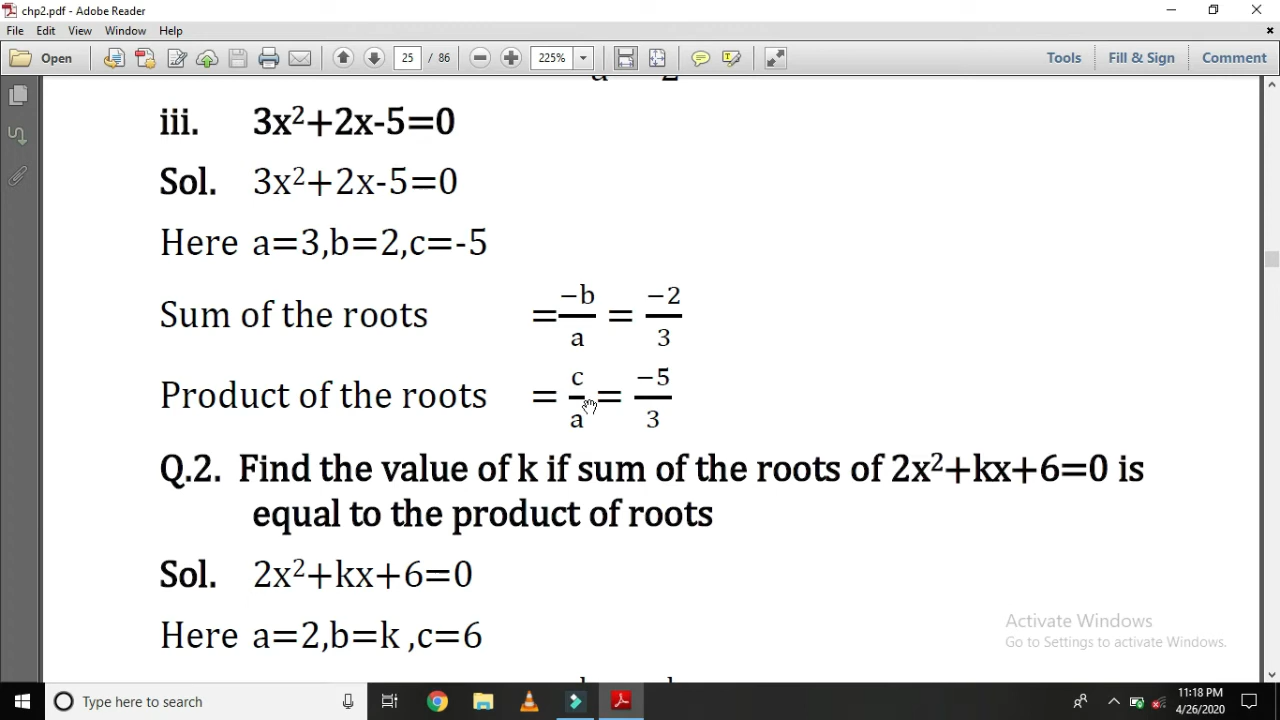 chp2.pdf - Adobe Reader
File Edit View Window Help
Open 25 / 86 225% Tools Fill & Sign Comment
iii. 3x²+2x-5=0
Sol. 3x²+2x-5=0
Here a=3,b=2,c=-5
Sum of the roots =−b/a = −2/3
Product of the roots = c/a= −5/3
Q.2. Find the value of k if sum of the roots of 2x²+kx+6=0 is
equal to the product of roots
Sol. 2x²+kx+6=0
Here a=2,b=k ,c=6
Activate Windows
Go to Settings to activate Windows.
Type here to search
11:18 PM
4/26/2020